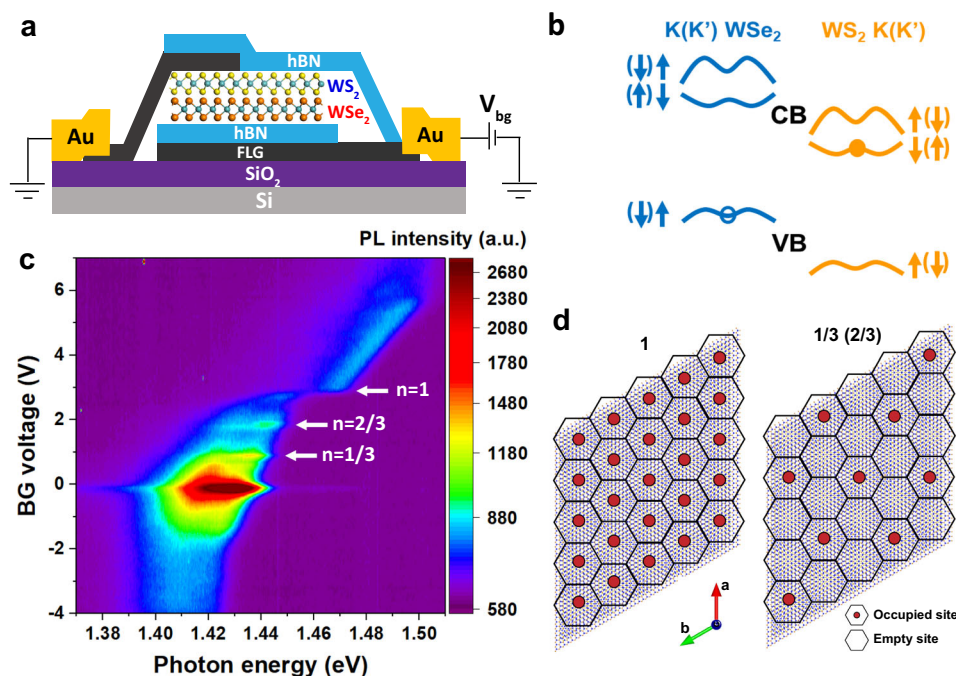 a
hBN
WS₂
WSe₂
hBN
FLG
Au
Au
V_bg
SiO₂
Si
b
K(K') WSe₂
WS₂ K(K')
(⇓)↑
(⇑)↓
CB
↑(⇓)
↓(⇑)
(⇓)↑
VB
↑(⇓)
c
PL intensity (a.u.)
2680
2380
2080
1780
1480
1180
880
580
BG voltage (V)
6
4
2
0
-2
-4
n=1
n=2/3
n=1/3
1.38
1.40
1.42
1.44
1.46
1.48
1.50
Photon energy (eV)
d
1
1/3 (2/3)
a
b
Occupied site
Empty site